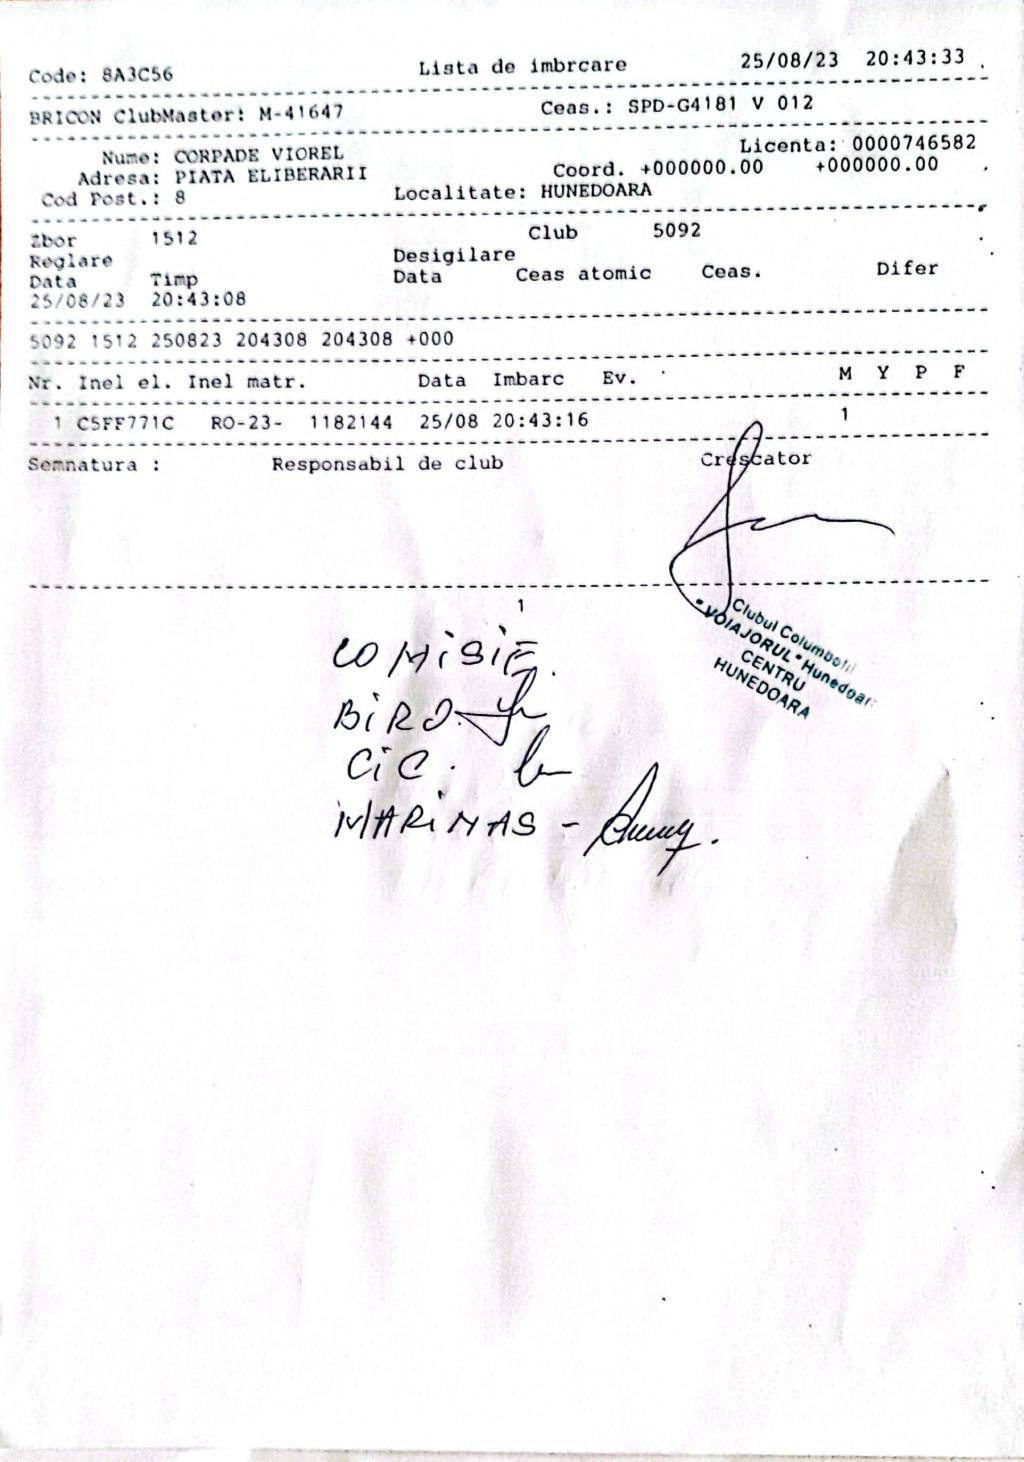 Code: 8A3C56 Lista de imbrcare 25/08/23 20:43:33
BRICON ClubMaster: M-41647 Ceas.: SPD-G4181 V 012
Nume: CORPADE VIOREL Licenta: 0000746582
Adresa: PIATA ELIBERARII Coord. +000000.00 +000000.00
Cod Post.: 8 Localitate: HUNEDOARA
Zbor 1512 Club 5092
Reglare Desigilare
Data Timp Data Ceas atomic Ceas. Difer
25/08/23 20:43:08
5092 1512 250823 204308 204308 +000
Nr. Inel el. Inel matr. Data Imbarc Ev. M Y P F
1 C5FF771C RO-23- 1182144 25/08 20:43:16 1
Semnatura : Responsabil de club Crescator
1
Clubul Columbofil
"VOIAJORUL" Hunedoara
CENTRU
HUNEDOARA
COMISIE.
BIRO.
CIC.
MARINAS -